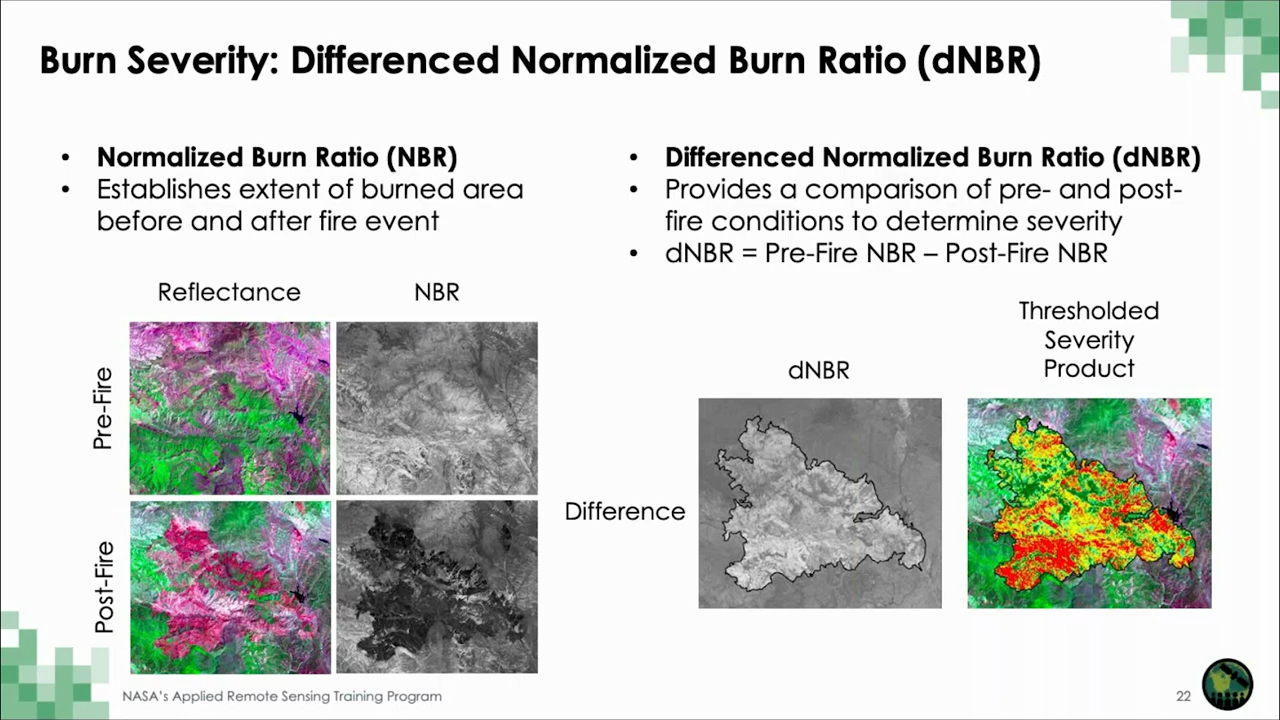 Burn Severity: Differenced Normalized Burn Ratio (dNBR)
• Normalized Burn Ratio (NBR)
• Establishes extent of burned area
before and after fire event
• Differenced Normalized Burn Ratio (dNBR)
• Provides a comparison of pre- and post-
fire conditions to determine severity
• dNBR = Pre-Fire NBR – Post-Fire NBR
Reflectance
NBR
Pre-Fire
Post-Fire
Difference
dNBR
Thresholded
Severity
Product
NASA's Applied Remote Sensing Training Program
22